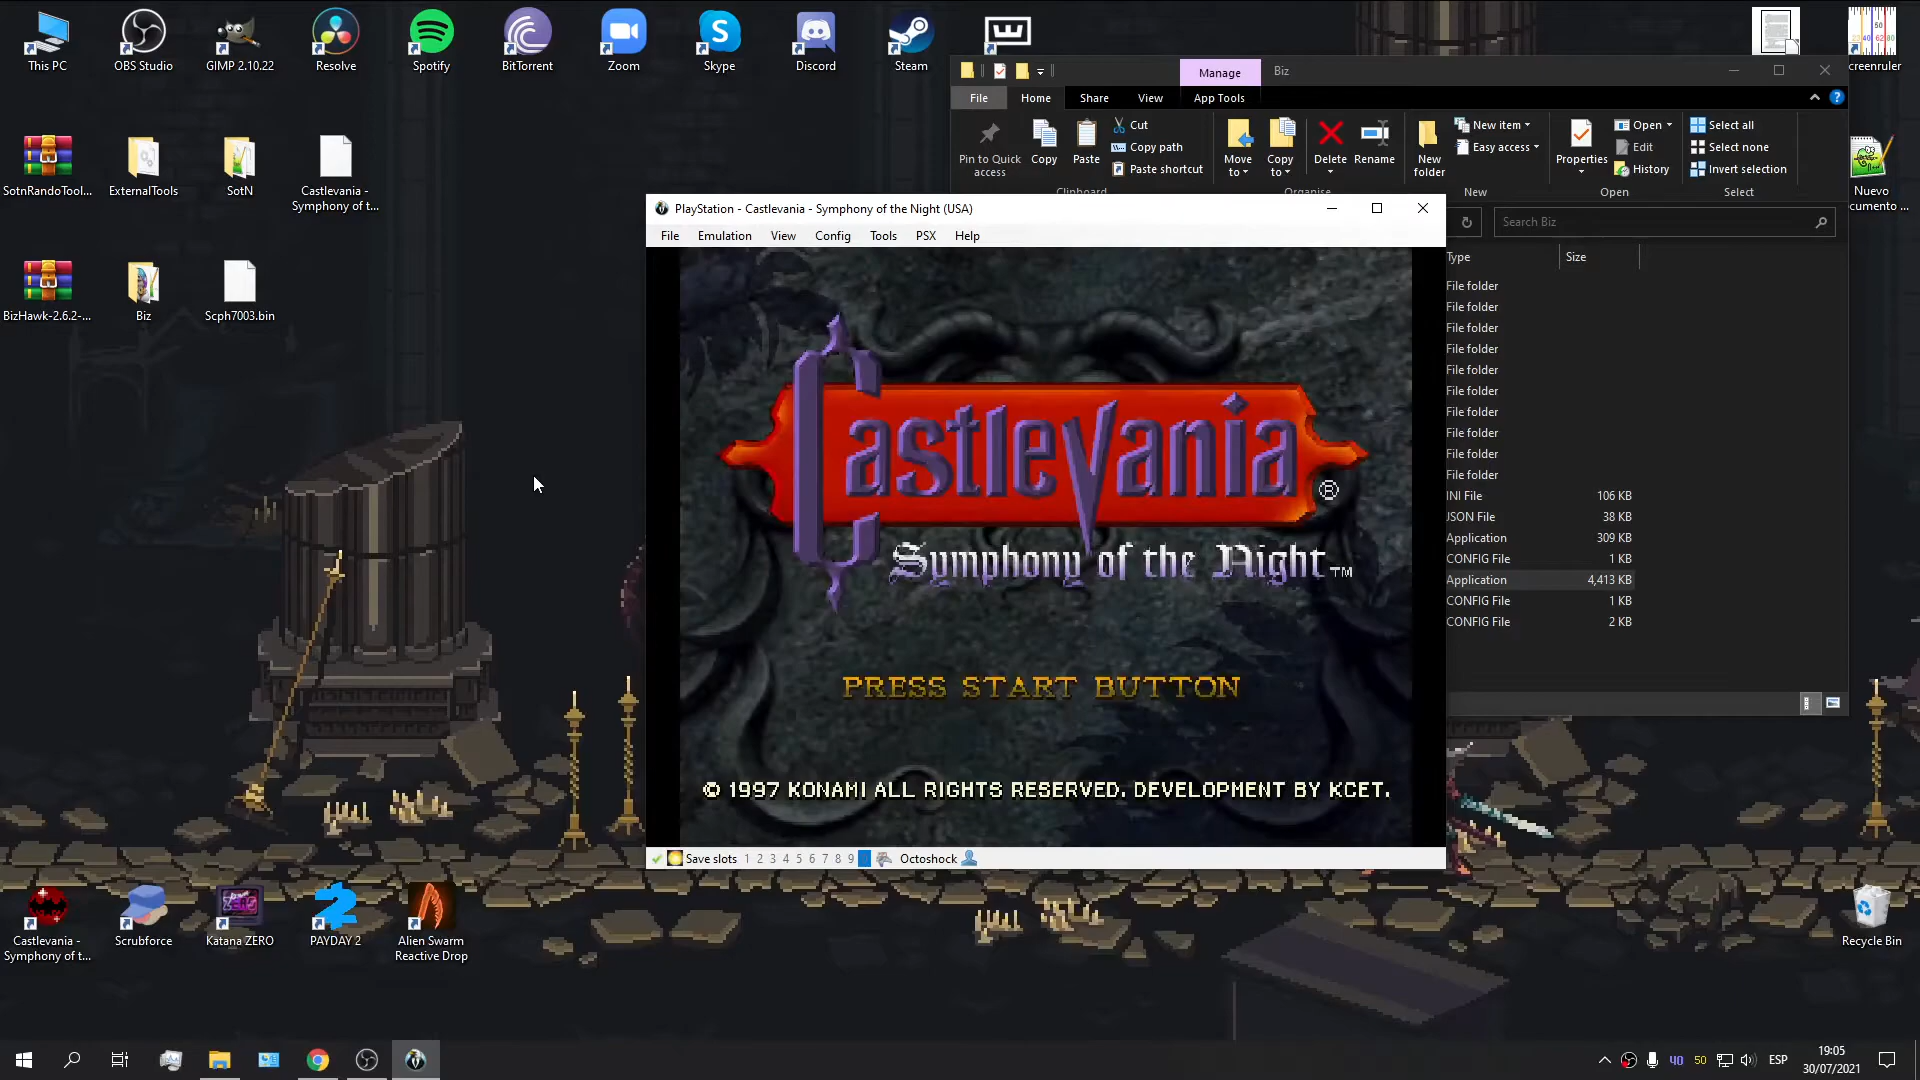 This PC
OBS Studio
GIMP 2.10.22
Resolve
Spotify
BitTorrent
Zoom
Skype
Discord
Steam
creenruler
SotnRandoTool...
ExternalTools
SotN
Castlevania -
Symphony of t...
Nuevo
cumento ...
BizHawk-2.6.2-...
Biz
Scph7003.bin
Manage
Biz
File
Home
Share
View
App Tools
Pin to Quick
access
Copy
Paste
Cut
Copy path
Paste shortcut
Clipboard
Move
to
Copy
to
Delete
Rename
Organise
New
folder
New item
Easy access
New
Properties
Open
Edit
History
Open
Select all
Select none
Invert selection
Select
Search Biz
Type
Size
File folder
File folder
File folder
File folder
File folder
File folder
File folder
File folder
File folder
File folder
INI File 106 KB
JSON File 38 KB
Application 309 KB
CONFIG File 1 KB
Application 4,413 KB
CONFIG File 1 KB
CONFIG File 2 KB
PlayStation - Castlevania - Symphony of the Night (USA)
File Emulation View Config Tools PSX Help
Castlevania ®
Symphony of the Night ™
PRESS START BUTTON
© 1997 KONAMI ALL RIGHTS RESERVED. DEVELOPMENT BY KCET.
Save slots 1 2 3 4 5 6 7 8 9
Octoshock
Castlevania -
Symphony of t...
Scrubforce
Katana ZERO
PAYDAY 2
Alien Swarm
Reactive Drop
Recycle Bin
40
50
ESP
19:05
30/07/2021